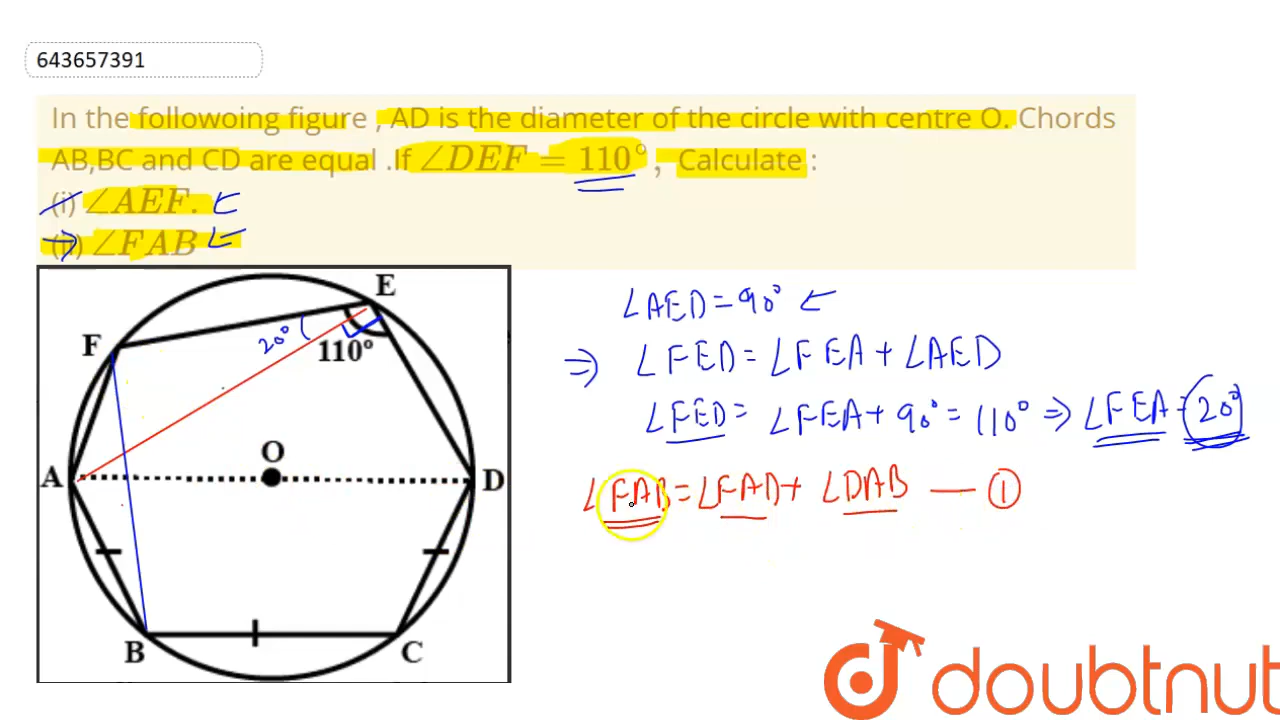 643657391
In the followoing figure , AD is the diameter of the circle with centre O. Chords
AB,BC and CD are equal .If ∠DEF = 110°, Calculate :
(i) ∠AEF.
(ii) ∠FAB
E
F
20°
110°
A
O
D
B
C
∠AED=90°
⇒ ∠FED= ∠FEA + ∠AED
∠FED= ∠FEA+ 90° = 110° ⇒ ∠FEA = 20°
∠FAB=∠FAD+ ∠DAB — ①
doubtnut